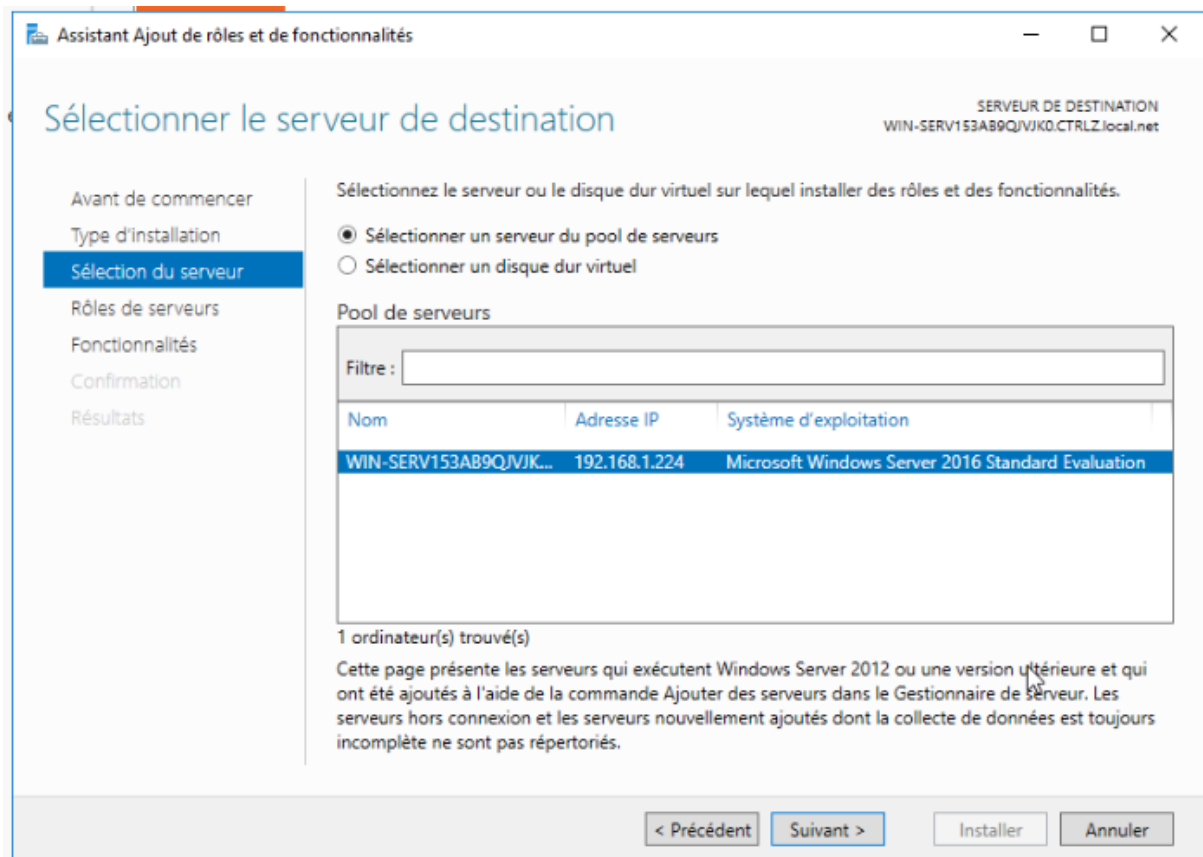 Assistant Ajout de rôles et de fonctionnalités
Sélectionner le serveur de destination
SERVEUR DE DESTINATION
WIN-SERV153AB9QJVJK0.CTRLZ.local.net
Avant de commencer
Type d'installation
Sélection du serveur
Rôles de serveurs
Fonctionnalités
Confirmation
Résultats
Sélectionnez le serveur ou le disque dur virtuel sur lequel installer des rôles et des fonctionnalités.
Sélectionner un serveur du pool de serveurs
Sélectionner un disque dur virtuel
Pool de serveurs
Filtre :
Nom Adresse IP Système d'exploitation
WIN-SERV153AB9QJVJK... 192.168.1.224 Microsoft Windows Server 2016 Standard Evaluation
1 ordinateur(s) trouvé(s)
Cette page présente les serveurs qui exécutent Windows Server 2012 ou une version ultérieure et qui
ont été ajoutés à l'aide de la commande Ajouter des serveurs dans le Gestionnaire de serveur. Les
serveurs hors connexion et les serveurs nouvellement ajoutés dont la collecte de données est toujours
incomplète ne sont pas répertoriés.
< Précédent Suivant > Installer Annuler